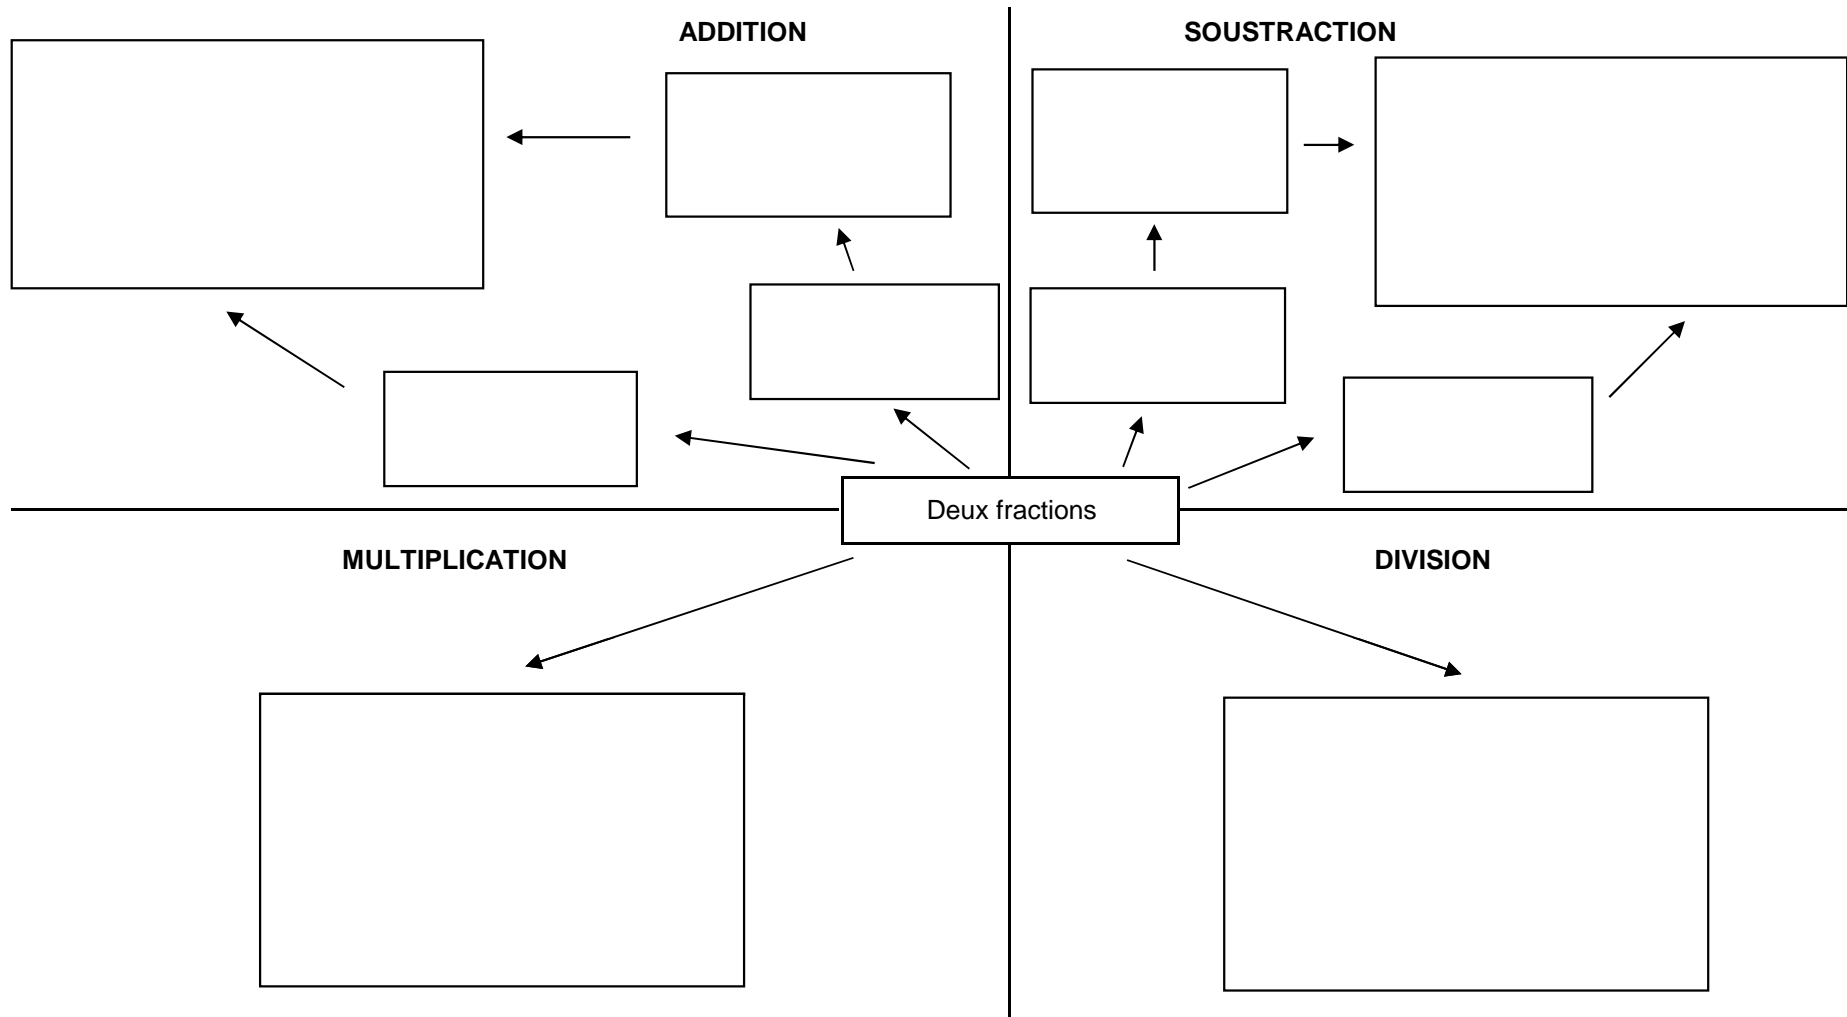 ADDITION
SOUSTRACTION
Deux fractions
MULTIPLICATION
DIVISION